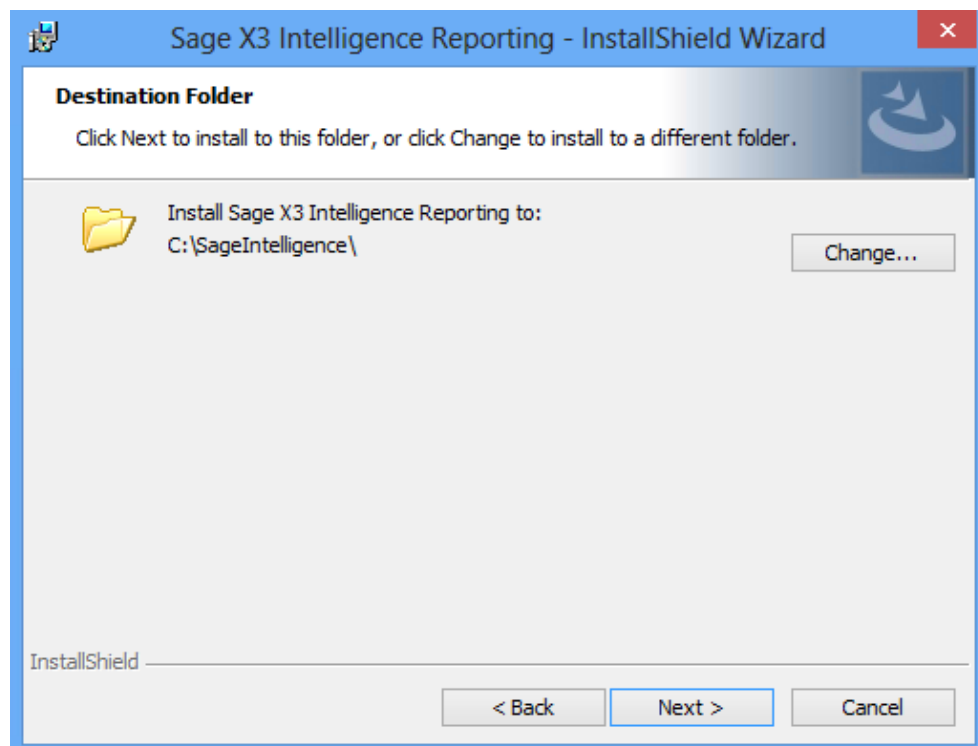 Sage X3 Intelligence Reporting - InstallShield Wizard
Destination Folder
Click Next to install to this folder, or click Change to install to a different folder.
Install Sage X3 Intelligence Reporting to:
C:\SageIntelligence\
Change...
InstallShield
< Back
Next >
Cancel